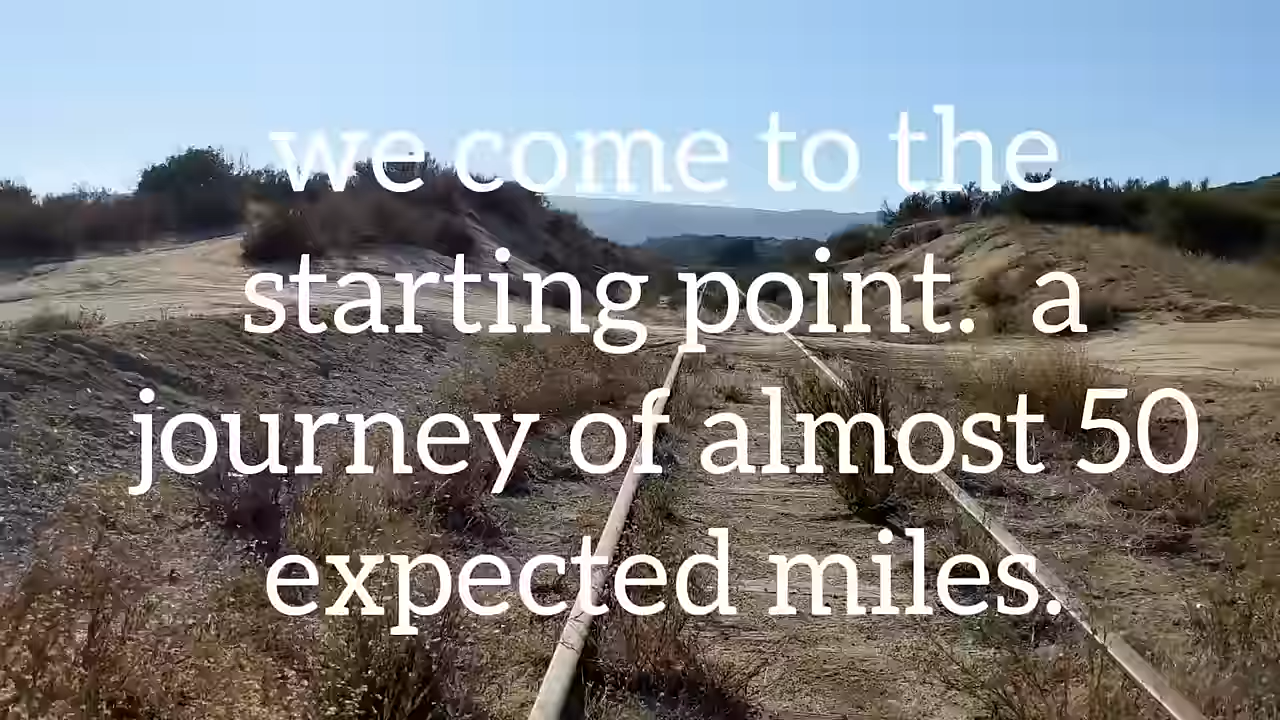 we come to the
starting point.  a
journey of almost 50
expected miles.